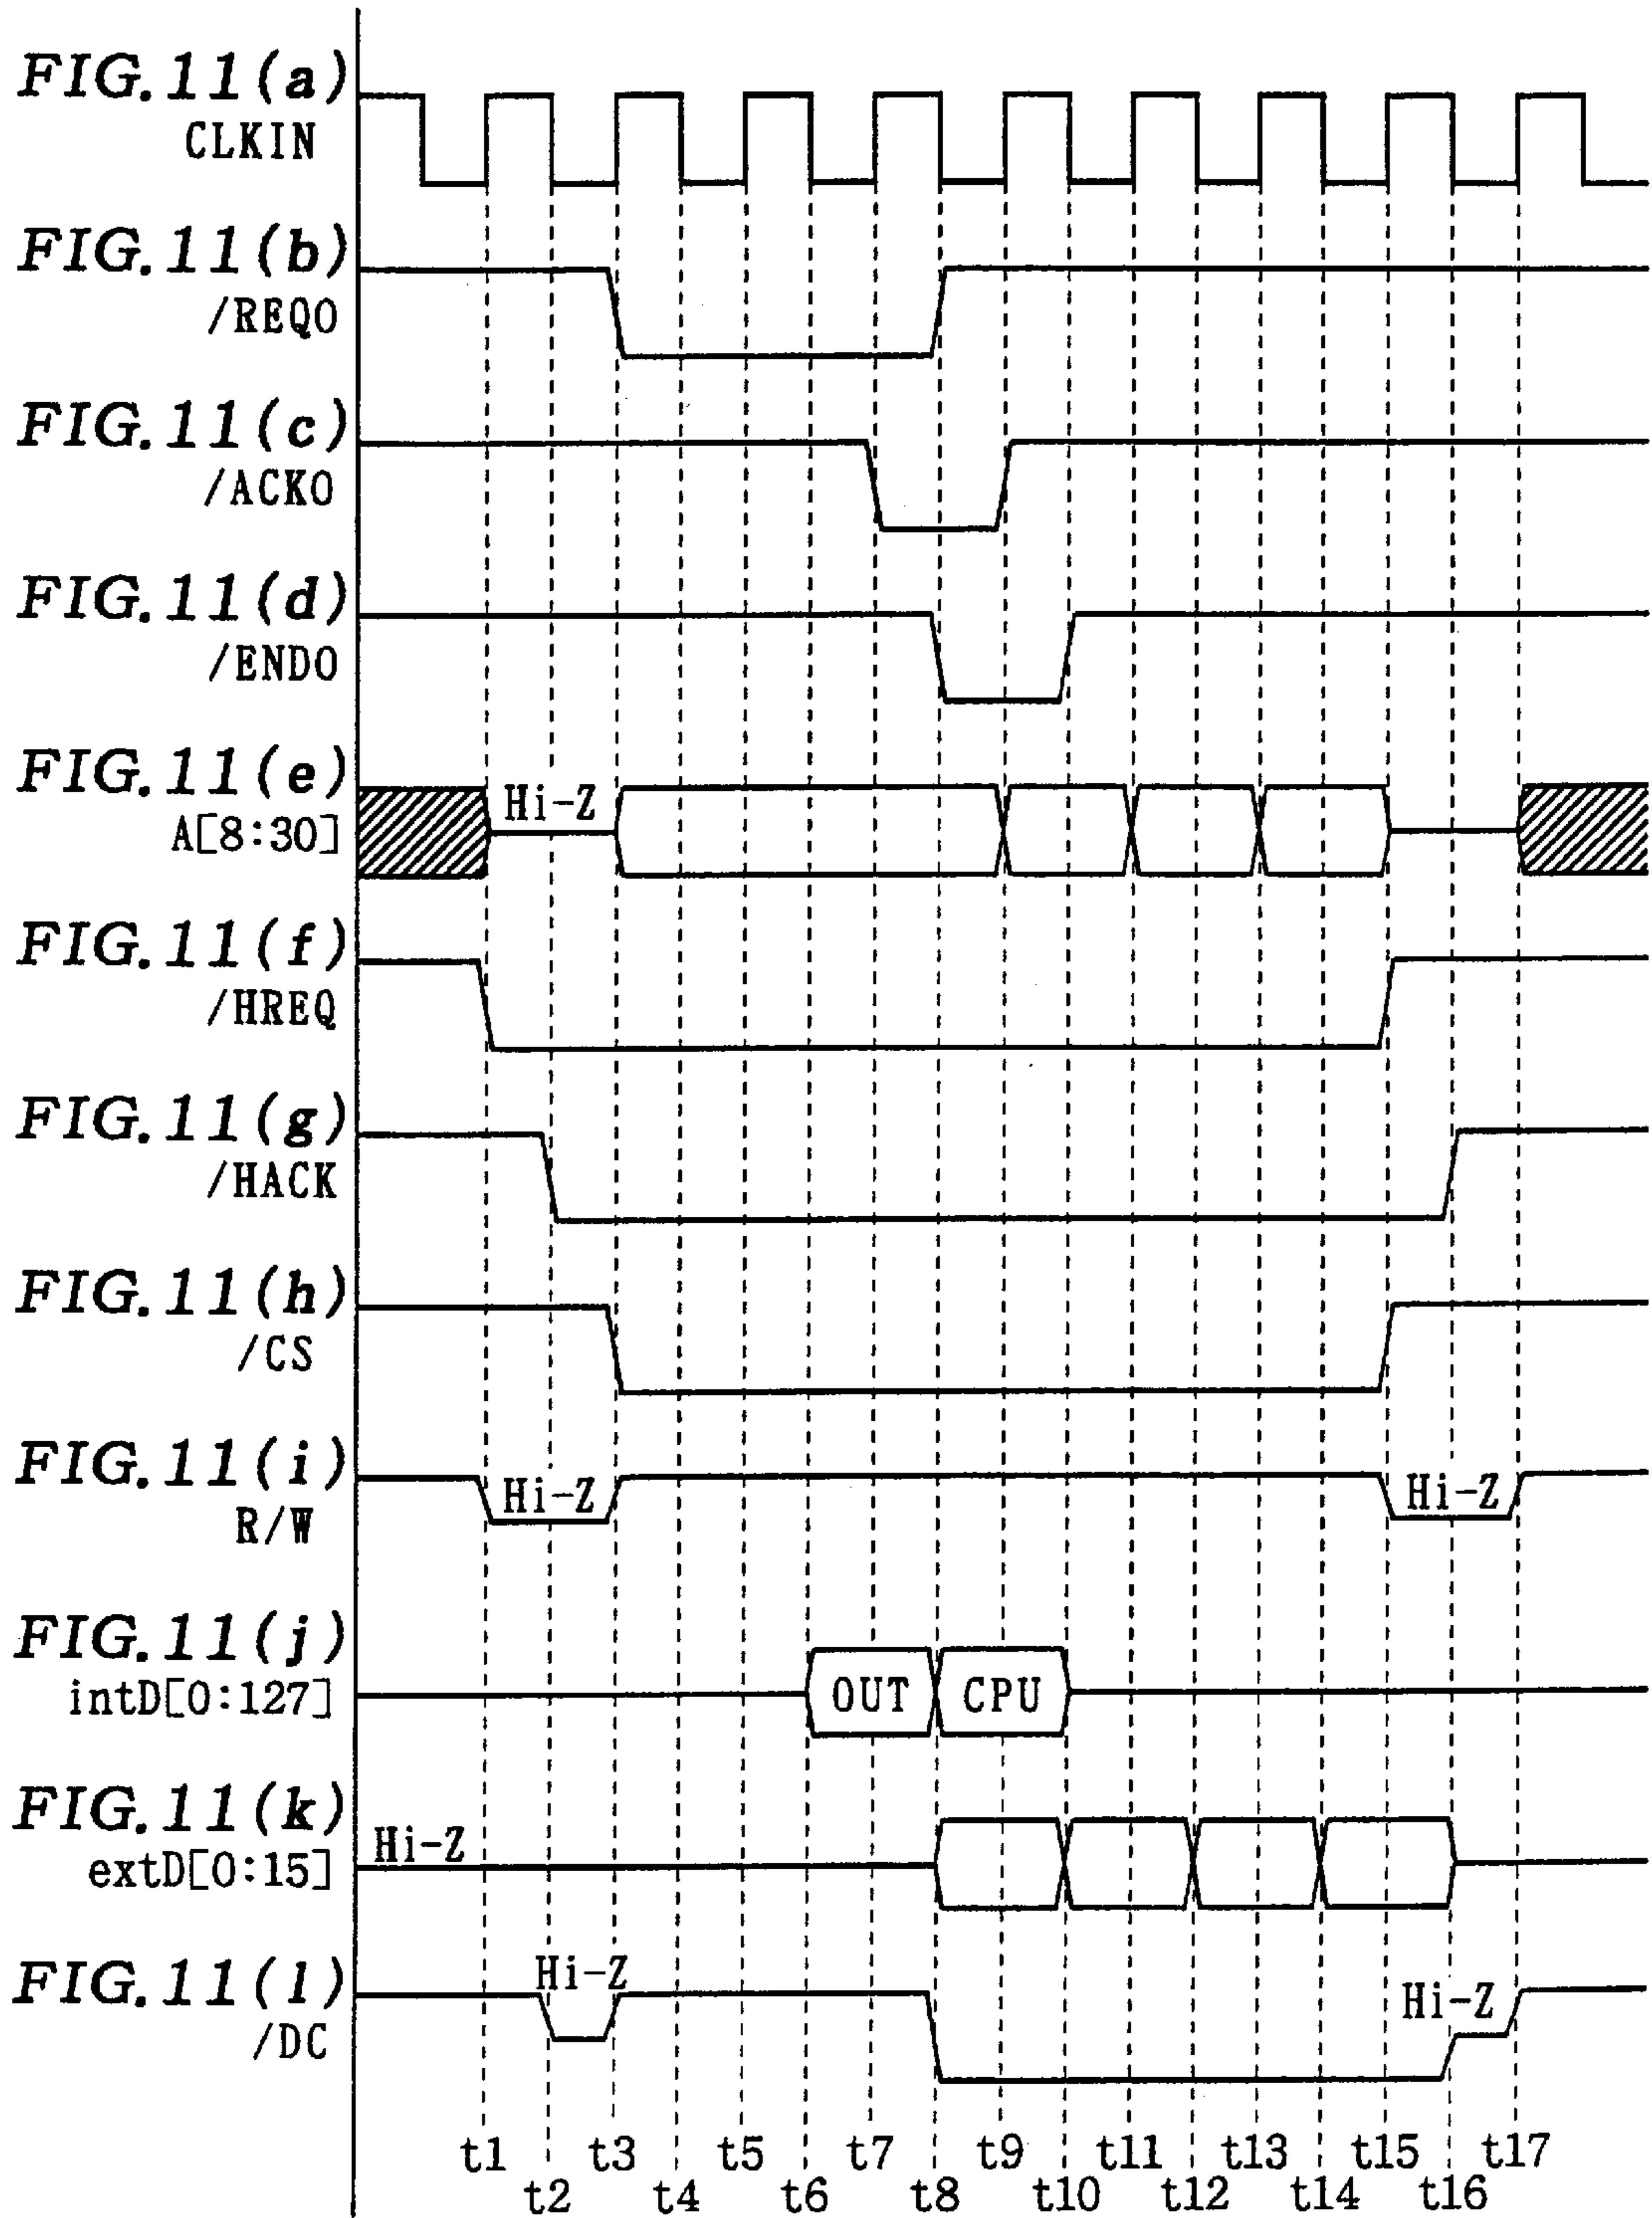 FIG.11(a)
CLKIN
FIG.11(b)
/REQ0
FIG.11(c)
/ACK0
FIG.11(d)
/END0
FIG.11(e)
A[8:30]
Hi-Z
FIG.11(f)
/HREQ
FIG.11(g)
/HACK
FIG.11(h)
/CS
FIG.11(i)
R/W
Hi-Z
Hi-Z
FIG.11(j)
intD[0:127]
OUT
CPU
FIG.11(k)
extD[0:15]
Hi-Z
FIG.11(l)
/DC
Hi-Z
Hi-Z
t1 t3 t5 t7 t9 t11 t13 t15 t17
t2 t4 t6 t8 t10 t12 t14 t16